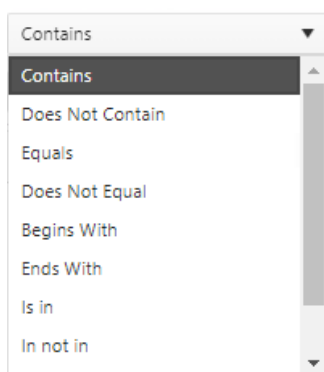 Contains
Contains
Does Not Contain
Equals
Does Not Equal
Begins With
Ends With
Is in
In not in